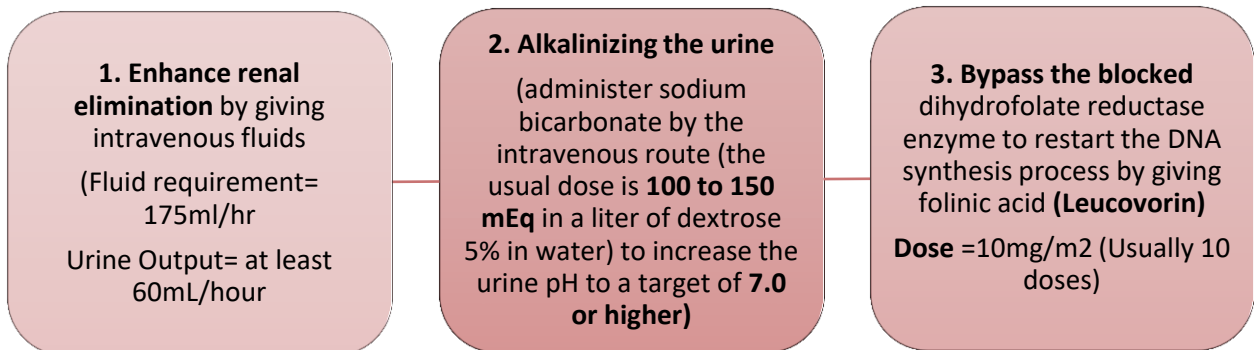 1. Enhance renal
elimination by giving
intravenous fluids
(Fluid requirement=
175ml/hr
Urine Output= at least
60mL/hour
2. Alkalinizing the urine
(administer sodium
bicarbonate by the
intravenous route (the
usual dose is 100 to 150
mEq in a liter of dextrose
5% in water) to increase the
urine pH to a target of 7.0
or higher)
3. Bypass the blocked
dihydrofolate reductase
enzyme to restart the DNA
synthesis process by giving
folinic acid (Leucovorin)
Dose =10mg/m2 (Usually 10
doses)